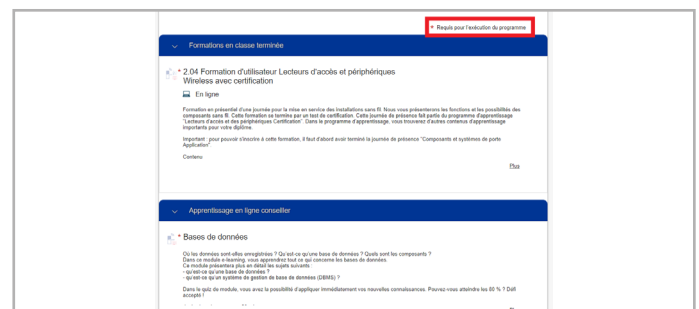 * Requis pour l'exécution du programme
Formations en classe terminée
* 2.04 Formation d'utilisateur Lecteurs d'accès et périphériques
Wireless avec certification
En ligne
Formation en présentiel d'une journée pour la mise en service des installations sans fil. Nous vous présenterons les fonctions et les possibilités des
composants sans fil. Cette formation se termine par un test de certification. Cette journée de présence fait partie du programme d'apprentissage
"Lecteurs d'accès et des périphériques Certification". Dans le programme d'apprentissage, vous trouverez d'autres contenus d'apprentissage
importants pour votre diplôme.
Important : pour pouvoir s'inscrire à cette formation, il faut d'abord avoir terminé la journée de présence "Composants et systèmes de porte
Application"
Contenu
Plus
Apprentissage en ligne conseiller
* Bases de données
Où les données sont-elles enregistrées ? Qu'est-ce qu'une base de données ? Quels sont les composants ?
Dans ce module e-learning, vous apprendrez tout ce qui concerne les bases de données.
Ce module présentera plus en détail les sujets suivants :
- qu'est-ce qu'une base de données ?
- qu'est-ce qu'un système de gestion de base de données (DBMS) ?
Dans le quiz de module, vous avez la possibilité d'appliquer immédiatement vos nouvelles connaissances. Pouvez-vous atteindre les 80 % ? Défi
accepté !